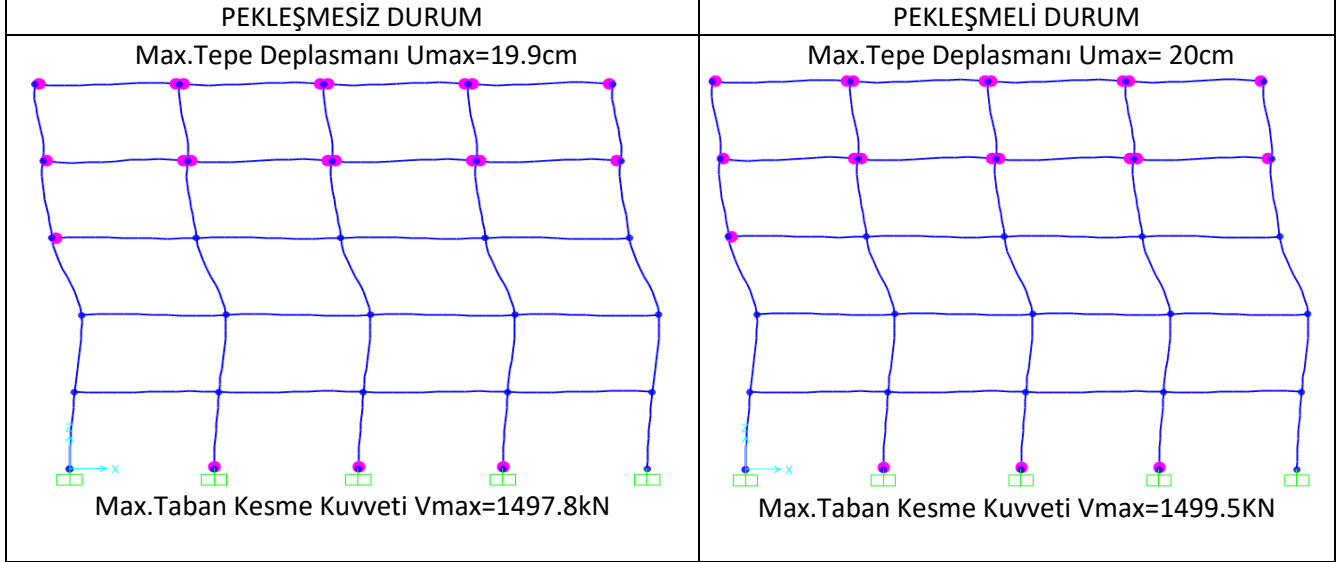 PEKLEŞMESİZ DURUM
Max.Tepe Deplasmanı Umax=19.9cm
Z
X
Max.Taban Kesme Kuvveti Vmax=1497.8kN
PEKLEŞMELİ DURUM
Max.Tepe Deplasmanı Umax= 20cm
Z
X
Max.Taban Kesme Kuvveti Vmax=1499.5KN